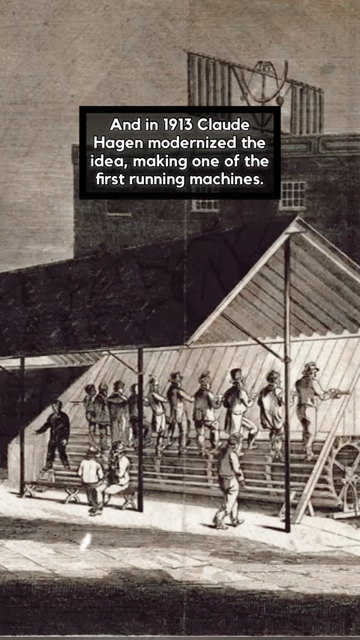 And in 1913 Claude
Hagen modernized the
idea, making one of the
first running machines.